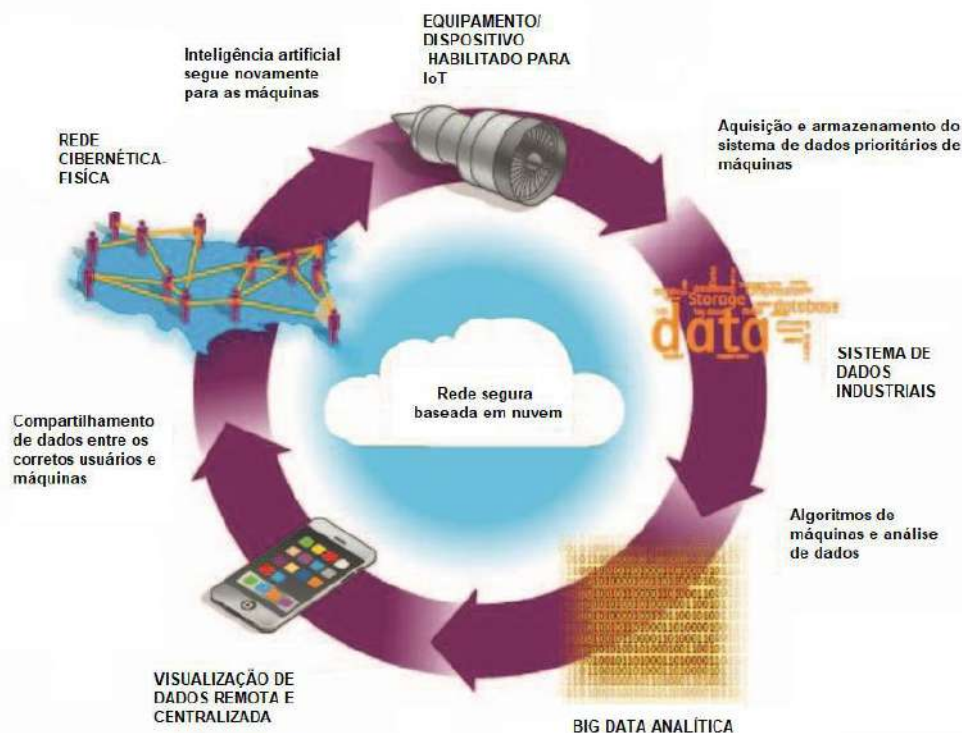 EQUIPAMENTO/
DISPOSITIVO
HABILITADO PARA
IoT
Inteligência artificial
segue novamente
para as máquinas
Aquisição e armazenamento do
sistema de dados prioritários de
máquinas
REDE
CIBERNÉTICA-
FISÍCA
Storage
database
data
SISTEMA DE
DADOS
INDUSTRIAIS
Rede segura
baseada em nuvem
Compartilhamento
de dados entre os
corretos usuários e
máquinas
Algoritmos de
máquinas e análise
de dados
VISUALIZAÇÃO DE
DADOS REMOTA E
CENTRALIZADA
BIG DATA ANALÍTICA